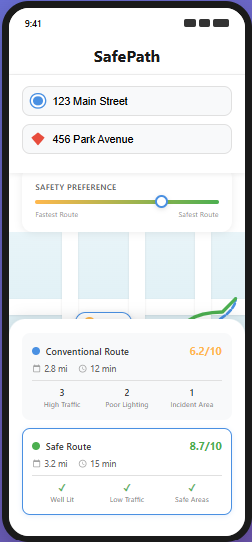 9:41
SafePath
123 Main Street
456 Park Avenue
SAFETY PREFERENCE
Fastest Route Safest Route
Conventional Route 6.2/10
2.8 mi 12 min
3 2 1
High Traffic Poor Lighting Incident Area
Safe Route 8.7/10
3.2 mi 15 min
✓ ✓ ✓
Well Lit Low Traffic Safe Areas